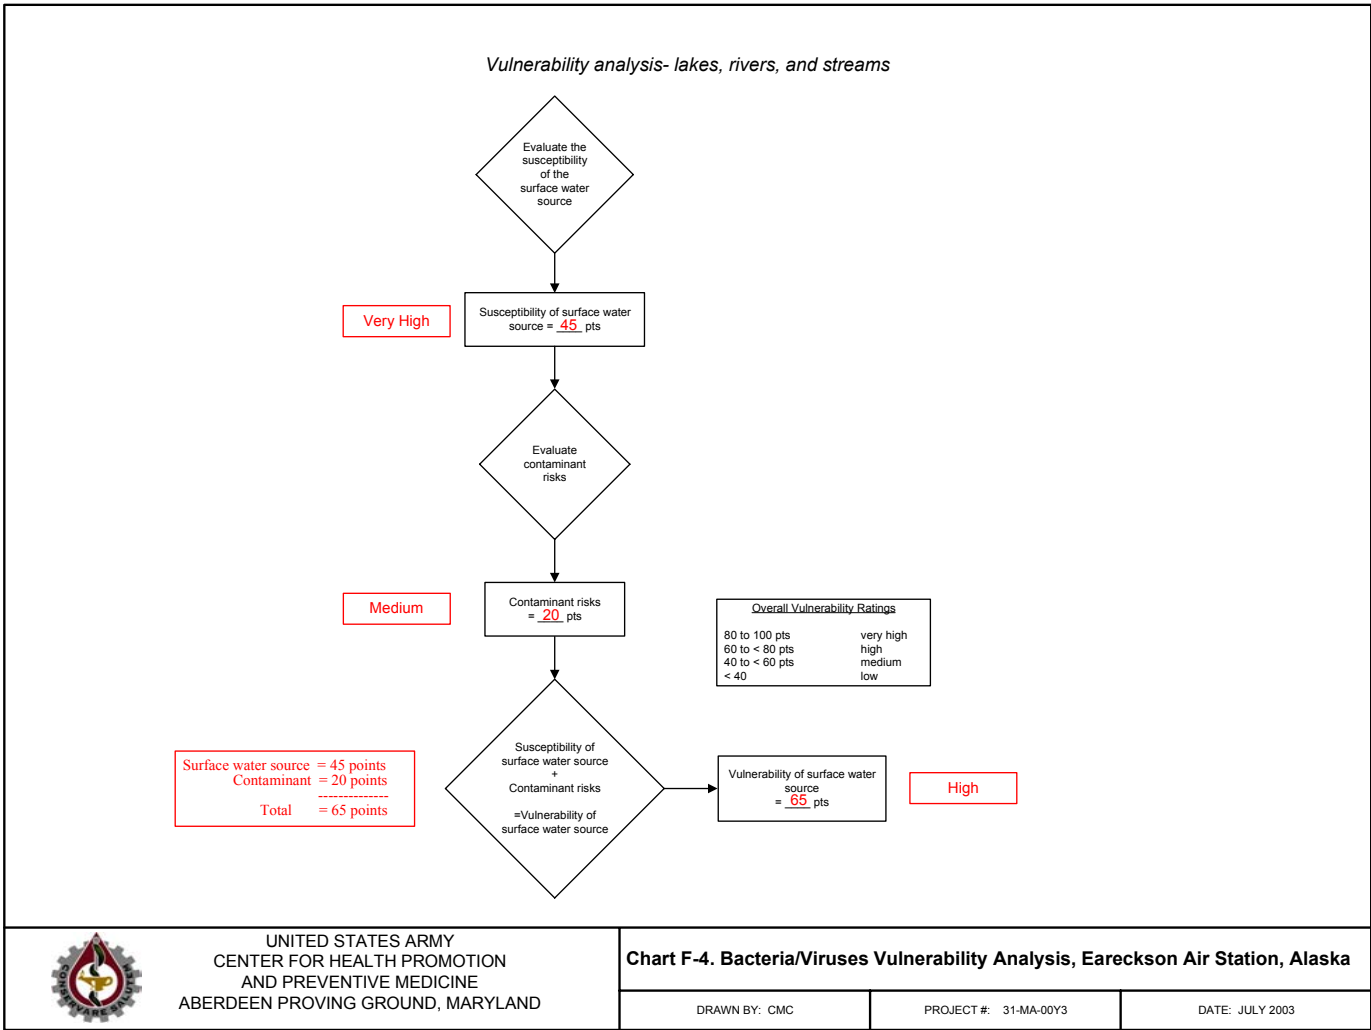 Vulnerability analysis- lakes, rivers, and streams
Evaluate the
susceptibility
of the
surface water
source
Very High
Susceptibility of surface water
source = 45 pts
Evaluate
contaminant
risks
Medium
Contaminant risks
= 20 pts
Overall Vulnerability Ratings
80 to 100 pts very high
60 to < 80 pts high
40 to < 60 pts medium
< 40 low
Surface water source = 45 points
Contaminant = 20 points
--------------
Total = 65 points
Susceptibility of
surface water source
+
Contaminant risks
=Vulnerability of
surface water source
Vulnerability of surface water
source
= 65 pts
High
CONSERVARE SALUTEM
UNITED STATES ARMY
CENTER FOR HEALTH PROMOTION
AND PREVENTIVE MEDICINE
ABERDEEN PROVING GROUND, MARYLAND
Chart F-4. Bacteria/Viruses Vulnerability Analysis, Eareckson Air Station, Alaska
DRAWN BY: CMC
PROJECT #: 31-MA-00Y3
DATE: JULY 2003